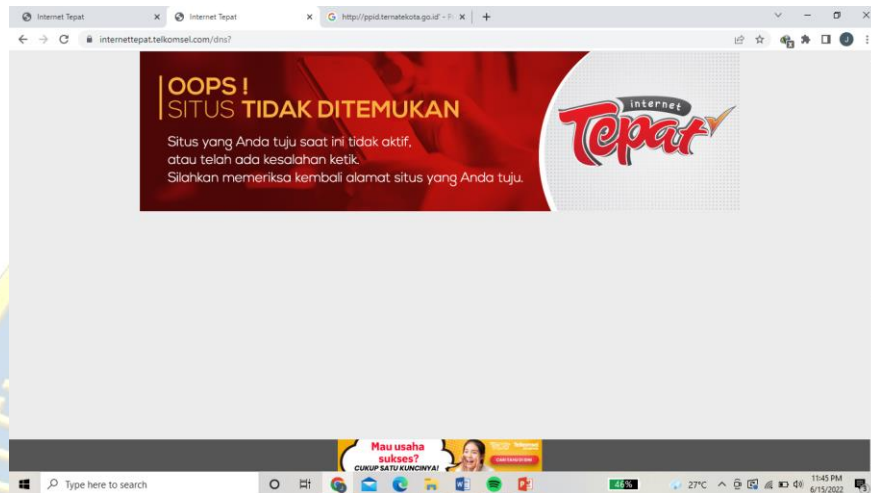 Internet Tepat
Internet Tepat
http://ppid.ternatekota.go.id'
internettepat.telkomsel.com/dns?
OOPS !
SITUS TIDAK DITEMUKAN
Situs yang Anda tuju saat ini tidak aktif,
atau telah ada kesalahan ketik.
Silahkan memeriksa kembali alamat situs yang Anda tuju.
internet
Tepat
Mau usaha
sukses?
CUKUP SATU KUNCINYA!
Type here to search
46%
27°C
11:45 PM
6/15/2022